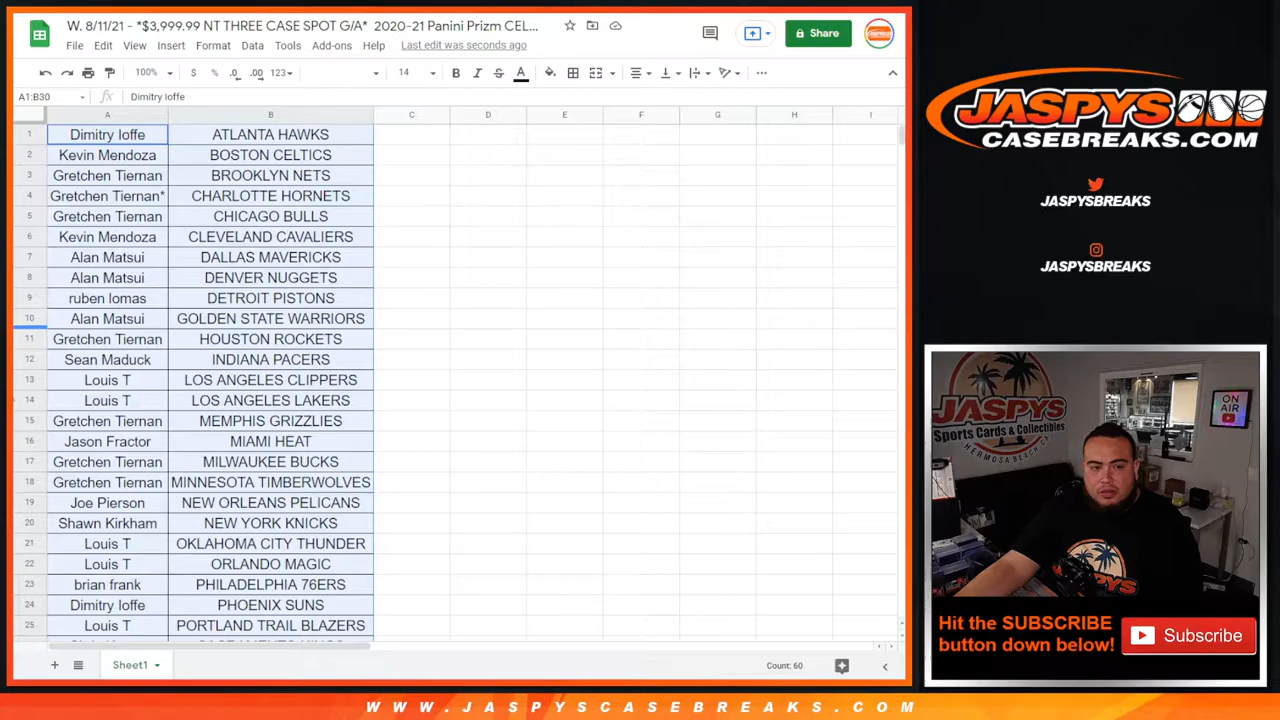 W. 8/11/21 - *$3,999.99 NT THREE CASE SPOT G/A* 2020-21 Panini Prizm CEL...
File Edit View Insert Format Data Tools Add-ons Help Last edit was seconds ago
Share
100% $ % .0 .00 123 14 B I S A
A1:B30 fx Dimitry Ioffe
A B C D E F G H I
1 Dimitry Ioffe ATLANTA HAWKS
2 Kevin Mendoza BOSTON CELTICS
3 Gretchen Tiernan BROOKLYN NETS
4 Gretchen Tiernan* CHARLOTTE HORNETS
5 Gretchen Tiernan CHICAGO BULLS
6 Kevin Mendoza CLEVELAND CAVALIERS
7 Alan Matsui DALLAS MAVERICKS
8 Alan Matsui DENVER NUGGETS
9 ruben lomas DETROIT PISTONS
10 Alan Matsui GOLDEN STATE WARRIORS
11 Gretchen Tiernan HOUSTON ROCKETS
12 Sean Maduck INDIANA PACERS
13 Louis T LOS ANGELES CLIPPERS
14 Louis T LOS ANGELES LAKERS
15 Gretchen Tiernan MEMPHIS GRIZZLIES
16 Jason Fractor MIAMI HEAT
17 Gretchen Tiernan MILWAUKEE BUCKS
18 Gretchen Tiernan MINNESOTA TIMBERWOLVES
19 Joe Pierson NEW ORLEANS PELICANS
20 Shawn Kirkham NEW YORK KNICKS
21 Louis T OKLAHOMA CITY THUNDER
22 Louis T ORLANDO MAGIC
23 brian frank PHILADELPHIA 76ERS
24 Dimitry Ioffe PHOENIX SUNS
25 Louis T PORTLAND TRAIL BLAZERS
Sheet1
Count: 60
JASPYS
CASEBREAKS.COM
JASPYSBREAKS
JASPYSBREAKS
JASPYS
Sports Cards & Collectibles
HERMOSA BEACH CA
ON AIR
JASPYS
Hit the SUBSCRIBE
button down below!
Subscribe
WWW.JASPYSCASEBREAKS.COM